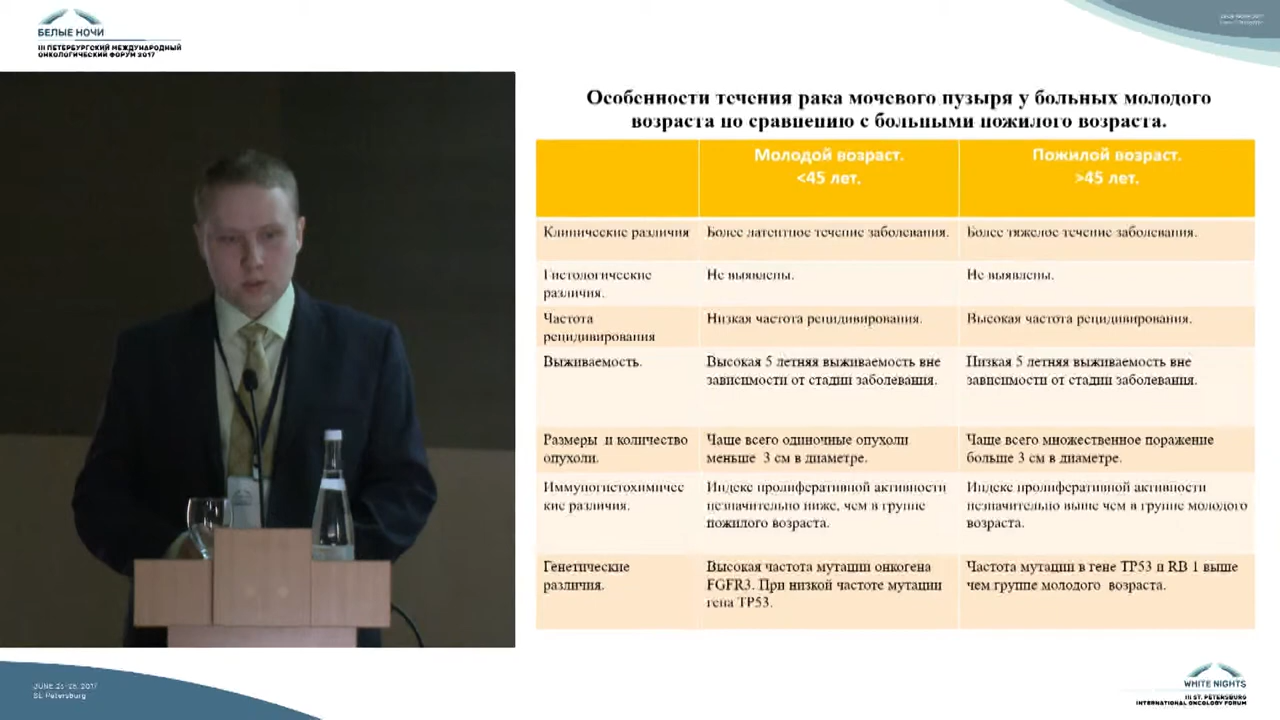 БЕЛЫЕ НОЧИ
III ПЕТЕРБУРГСКИЙ МЕЖДУНАРОДНЫЙ
ОНКОЛОГИЧЕСКИЙ ФОРУМ 2017
Особенности течения рака мочевого пузыря у больных молодого
возраста по сравнению с больными пожилого возраста.
Молодой возраст.
<45 лет.
Пожилой возраст.
>45 лет.
Клинические различия
Более латентное течение заболевания.
Более тяжелое течение заболевания.
Гистологические
различия.
Не выявлены.
Не выявлены.
Частота
рецидивирования
Низкая частота рецидивирования.
Высокая частота рецидивирования.
Выживаемость.
Высокая 5 летняя выживаемость вне
зависимости от стадии заболевания.
Низкая 5 летняя выживаемость вне
зависимости от стадии заболевания.
Размеры и количество
опухоли.
Чаще всего одиночные опухоли
меньше 3 см в диаметре.
Чаще всего множественное поражение
больше 3 см в диаметре.
Иммуногистохимичес
кие различия.
Индекс пролиферативной активности
незначительно ниже, чем в группе
пожилого возраста.
Индекс пролиферативной активности
незначительно выше чем в группе молодого
возраста.
Генетические
различия.
Высокая частота мутации онкогена
FGFR3. При низкой частоте мутации
гена TP53.
Частота мутации в гене TP53 и RB 1 выше
чем группе молодого возраста.
St. Petersburg
WHITE NIGHTS
III ST. PETERSBURG
INTERNATIONAL ONCOLOGY FORUM